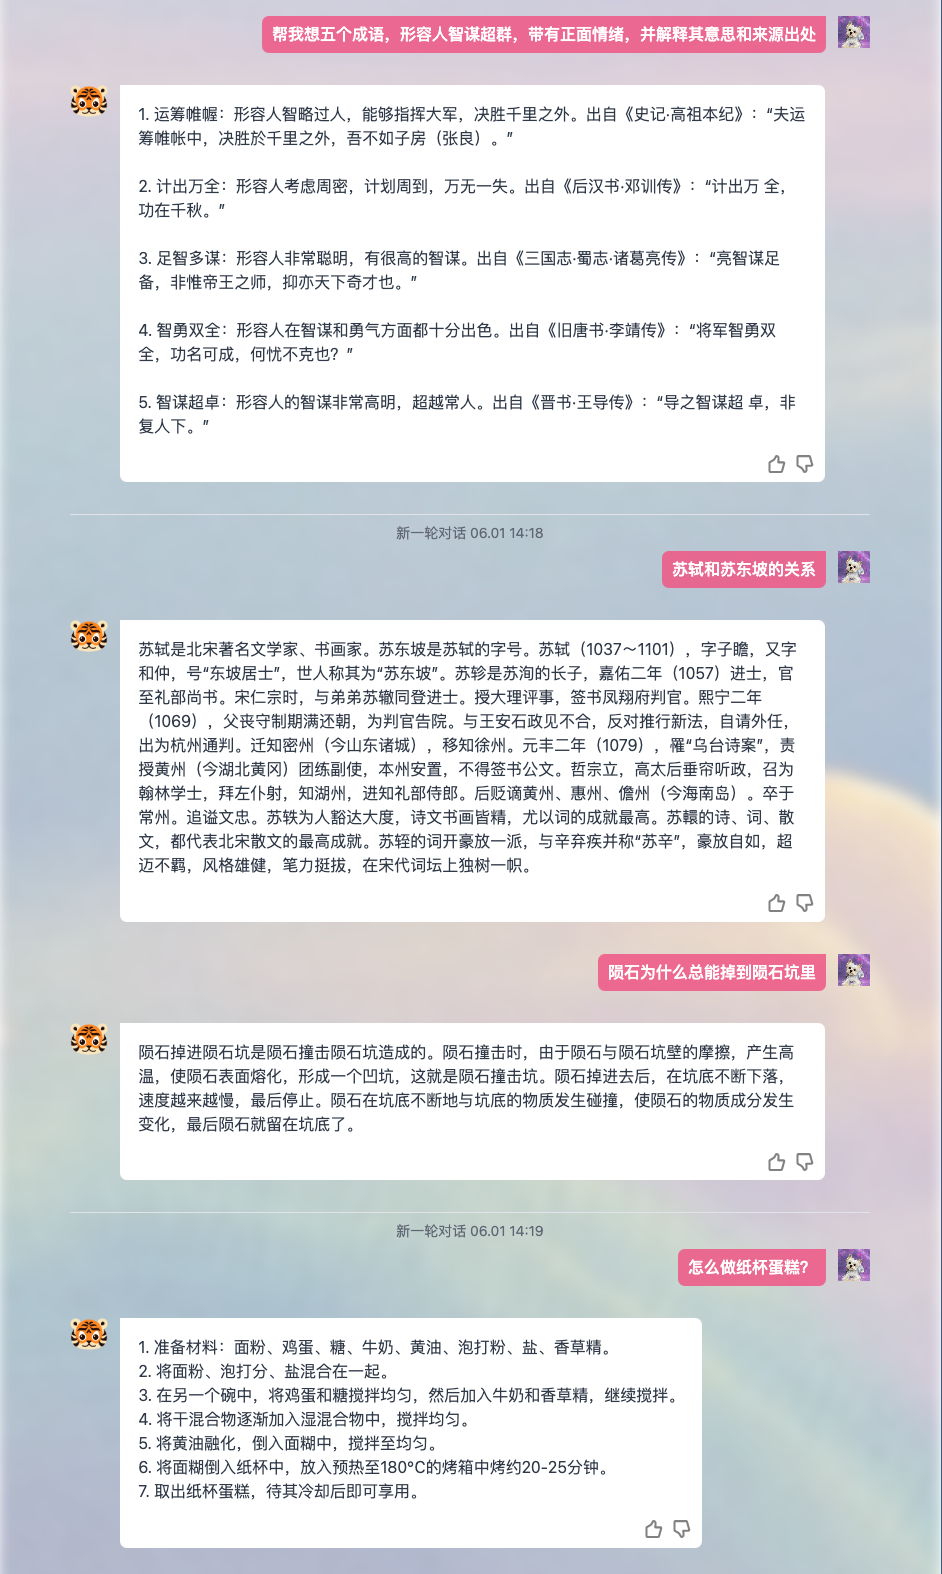 帮我想五个成语，形容人智谋超群，带有正面情绪，并解释其意思和来源出处
1. 运筹帷幄：形容人智略过人，能够指挥大军，决胜千里之外。出自《史记·高祖本纪》：“夫运
筹帷帐中，决胜於千里之外，吾不如子房（张良）。”
2. 计出万全：形容人考虑周密，计划周到，万无一失。出自《后汉书·邓训传》：“计出万 全，
功在千秋。”
3. 足智多谋：形容人非常聪明，有很高的智谋。出自《三国志·蜀志·诸葛亮传》：“亮智谋足
备，非惟帝王之师，抑亦天下奇才也。”
4. 智勇双全：形容人在智谋和勇气方面都十分出色。出自《旧唐书·李靖传》：“将军智勇双
全，功名可成，何忧不克也？”
5. 智谋超卓：形容人的智谋非常高明，超越常人。出自《晋书·王导传》：“导之智谋超 卓，非
复人下。”
新一轮对话 06.01 14:18
苏轼和苏东坡的关系
苏轼是北宋著名文学家、书画家。苏东坡是苏轼的字号。苏轼（1037～1101），字子瞻，又字
和仲，号“东坡居士”，世人称其为“苏东坡”。苏轸是苏洵的长子，嘉佑二年（1057）进士，官
至礼部尚书。宋仁宗时，与弟弟苏辙同登进士。授大理评事，签书凤翔府判官。熙宁二年
（1069），父丧守制期满还朝，为判官告院。与王安石政见不合，反对推行新法，自请外任，
出为杭州通判。迁知密州（今山东诸城），移知徐州。元丰二年（1079），罹“乌台诗案”，责
授黄州（今湖北黄冈）团练副使，本州安置，不得签书公文。哲宗立，高太后垂帘听政，召为
翰林学士，拜左仆射，知湖州，进知礼部侍郎。后贬谪黄州、惠州、儋州（今海南岛）。卒于
常州。追谥文忠。苏轶为人豁达大度，诗文书画皆精，尤以词的成就最高。苏轘的诗、词、散
文，都代表北宋散文的最高成就。苏轾的词开豪放一派，与辛弃疾并称“苏辛”，豪放自如，超
迈不羁，风格雄健，笔力挺拔，在宋代词坛上独树一帜。
陨石为什么总能掉到陨石坑里
陨石掉进陨石坑是陨石撞击陨石坑造成的。陨石撞击时，由于陨石与陨石坑壁的摩擦，产生高
温，使陨石表面熔化，形成一个凹坑，这就是陨石撞击坑。陨石掉进去后，在坑底不断下落，
速度越来越慢，最后停止。陨石在坑底不断地与坑底的物质发生碰撞，使陨石的物质成分发生
变化，最后陨石就留在坑底了。
新一轮对话 06.01 14:19
怎么做纸杯蛋糕？
1. 准备材料：面粉、鸡蛋、糖、牛奶、黄油、泡打粉、盐、香草精。
2. 将面粉、泡打分、盐混合在一起。
3. 在另一个碗中，将鸡蛋和糖搅拌均匀，然后加入牛奶和香草精，继续搅拌。
4. 将干混合物逐渐加入湿混合物中，搅拌均匀。
5. 将黄油融化，倒入面糊中，搅拌至均匀。
6. 将面糊倒入纸杯中，放入预热至180°C的烤箱中烤约20-25分钟。
7. 取出纸杯蛋糕，待其冷却后即可享用。